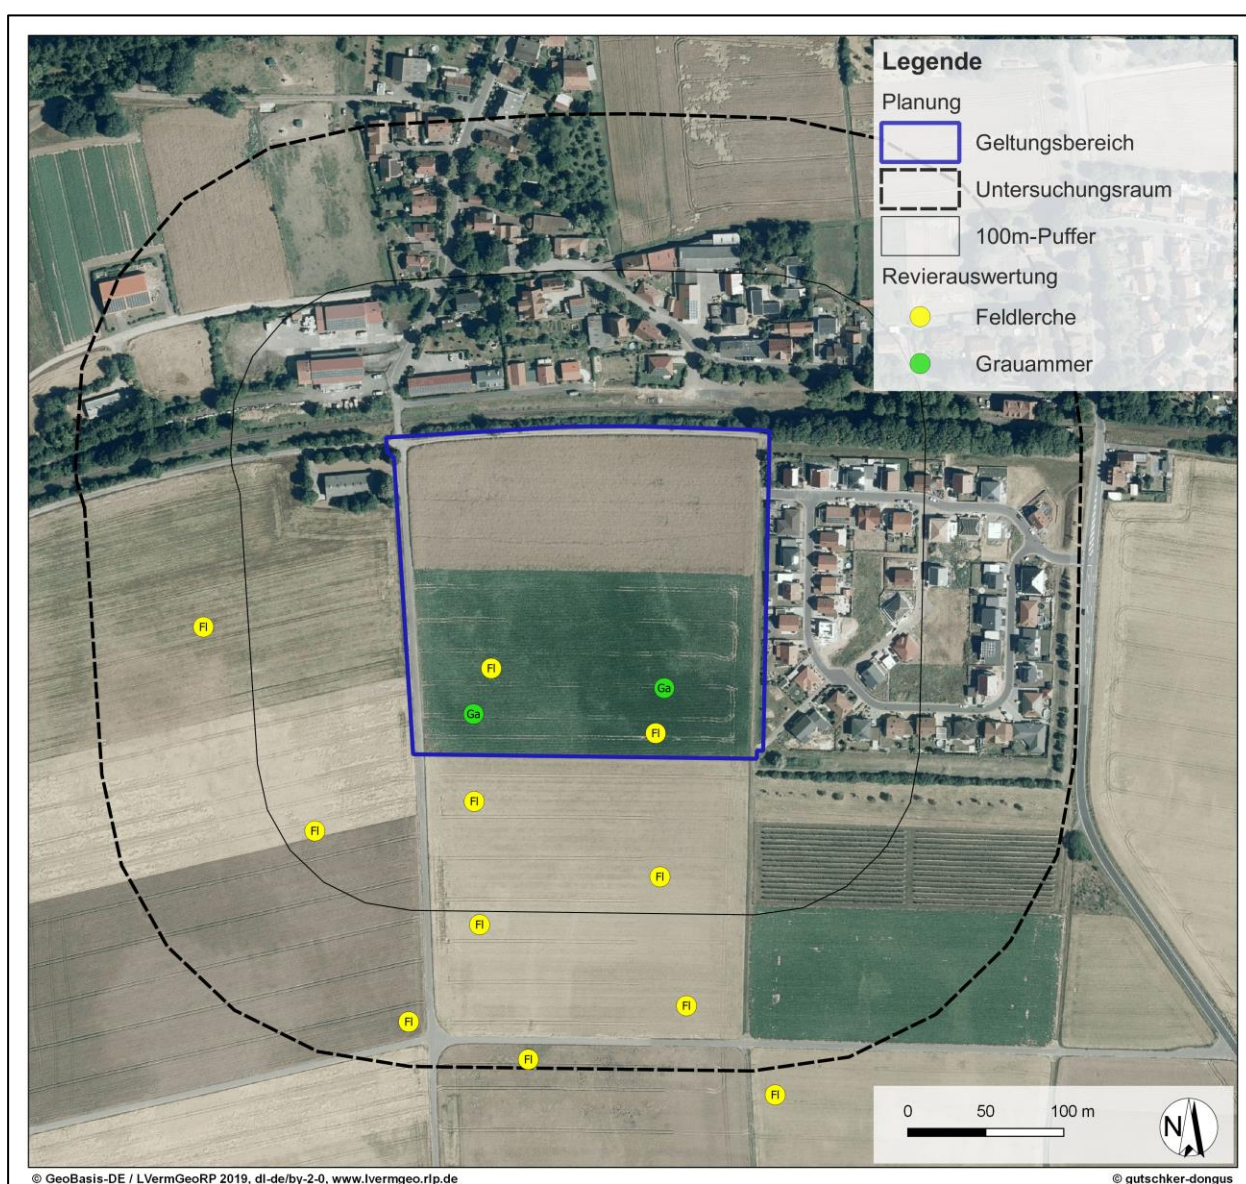 Legende
Planung
Geltungsbereich
Untersuchungsraum
100m-Puffer
Revierauswertung
Feldlerche
Grauammer
Fl
Fl
Ga
Ga
Fl
Fl
Fl
Fl
Fl
Fl
Fl
Fl
Fl
0 50 100 m
N
© GeoBasis-DE / LVermGeoRP 2019, dl-de/by-2-0, www.lvermgeo.rlp.de
© gutschker-dongus